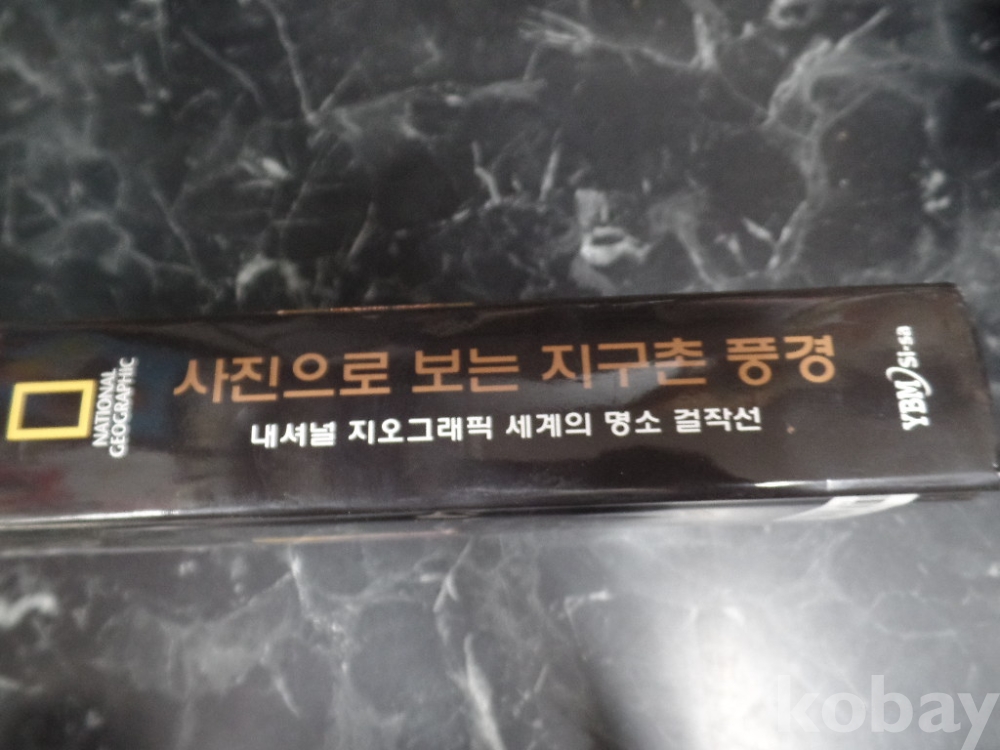 NATIONAL
GEOGRAPHIC
사진으로 보는 지구촌 풍경
내셔널 지오그래픽 세계의 명소 걸작선
YBM Si-sa
kobay